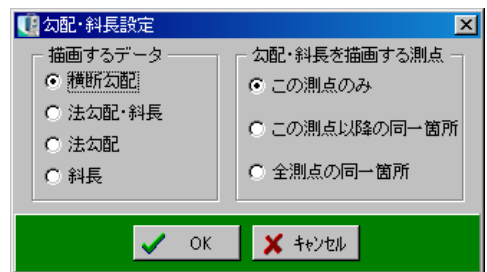 勾配・斜長設定
描画するデータ
横断勾配
法勾配・斜長
法勾配
斜長
勾配・斜長を描画する測点
この測点のみ
この測点以降の同一箇所
全測点の同一箇所
OK
キャンセル